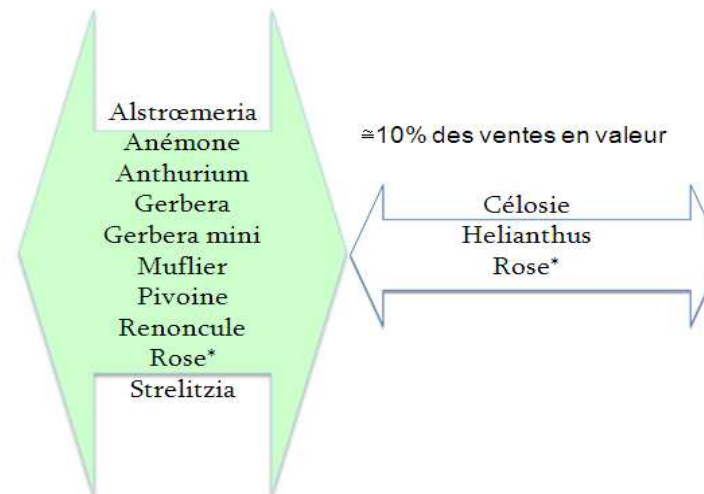 Alstrœmeria
Anémone
Anthurium
Gerbera
Gerbera mini
Muflier
Pivoine
Renoncule
Rose*
Strelitzia
≅10% des ventes en valeur
Célosie
Helianthus
Rose*